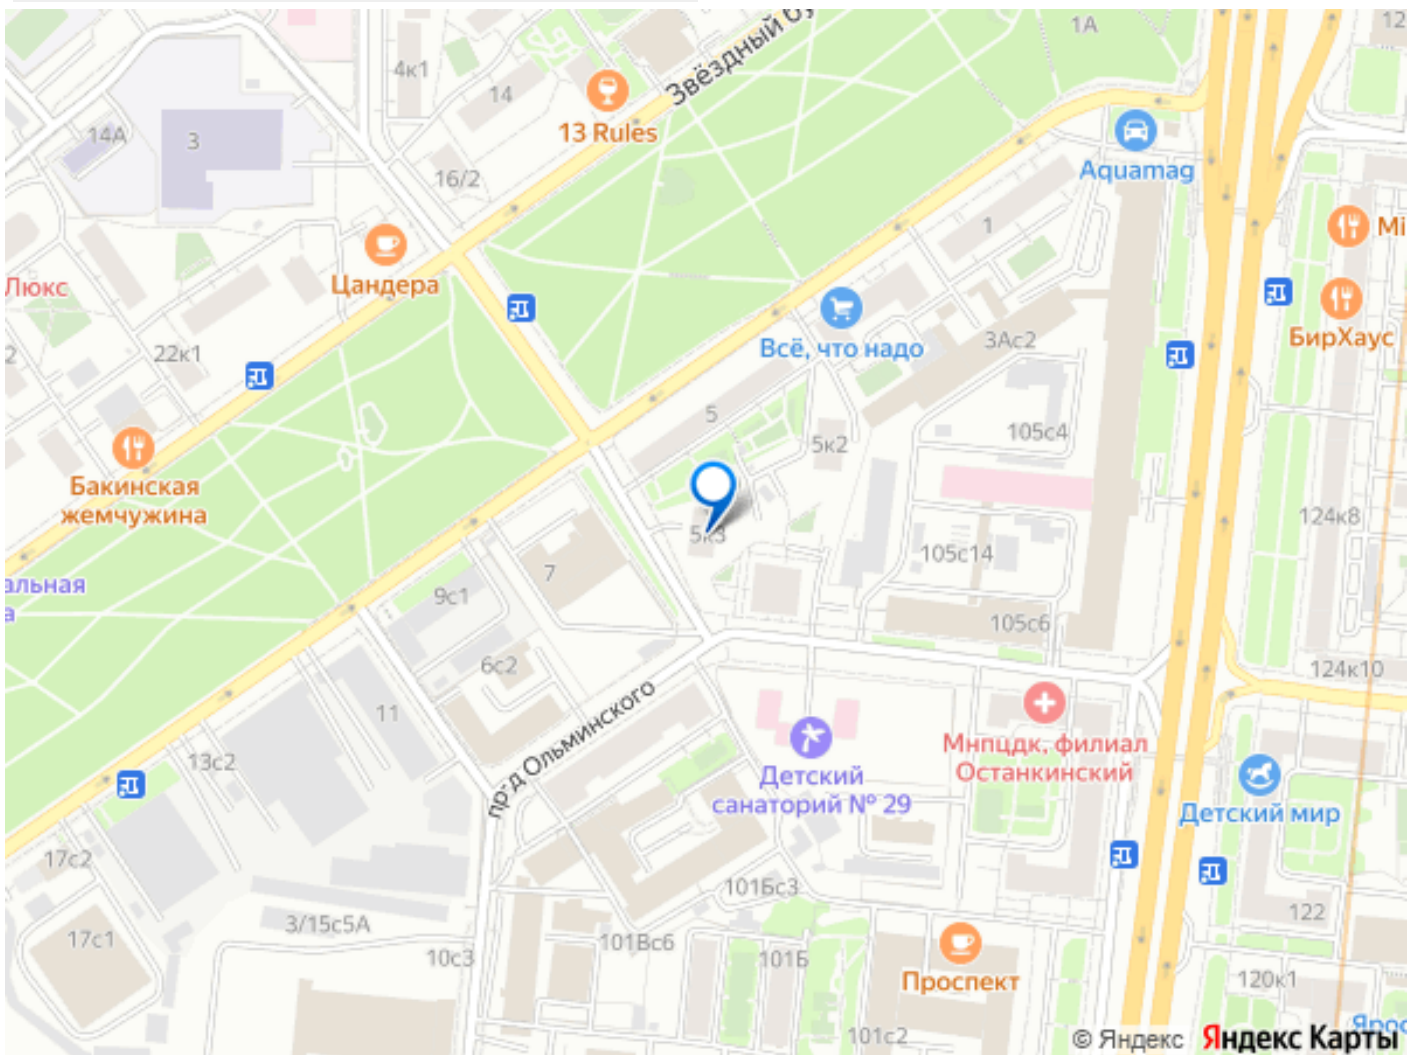 1А
12
4к1
14
Звёздный бу
13 Rules
14А
3
Aquamag
16/2
Mi
1
Цандера
Люкс
БирХаус
Всё, что надо
3Ас2
2
22к1
5
105с4
5к2
Бакинская
жемчужина
124к8
5к3
105с14
7
альная
а
9с1
105с6
6с2
124к10
пр-д Ольминского
11
Мнпцдк, филиал
Останкинский
13с2
Детский
санаторий № 29
Детский мир
17с2
101Бс3
122
3/15с5А
17с1
101Вс6
10с3
101Б
Проспект
120к1
101с2
Ярос
© Яндекс Яндекс Карты